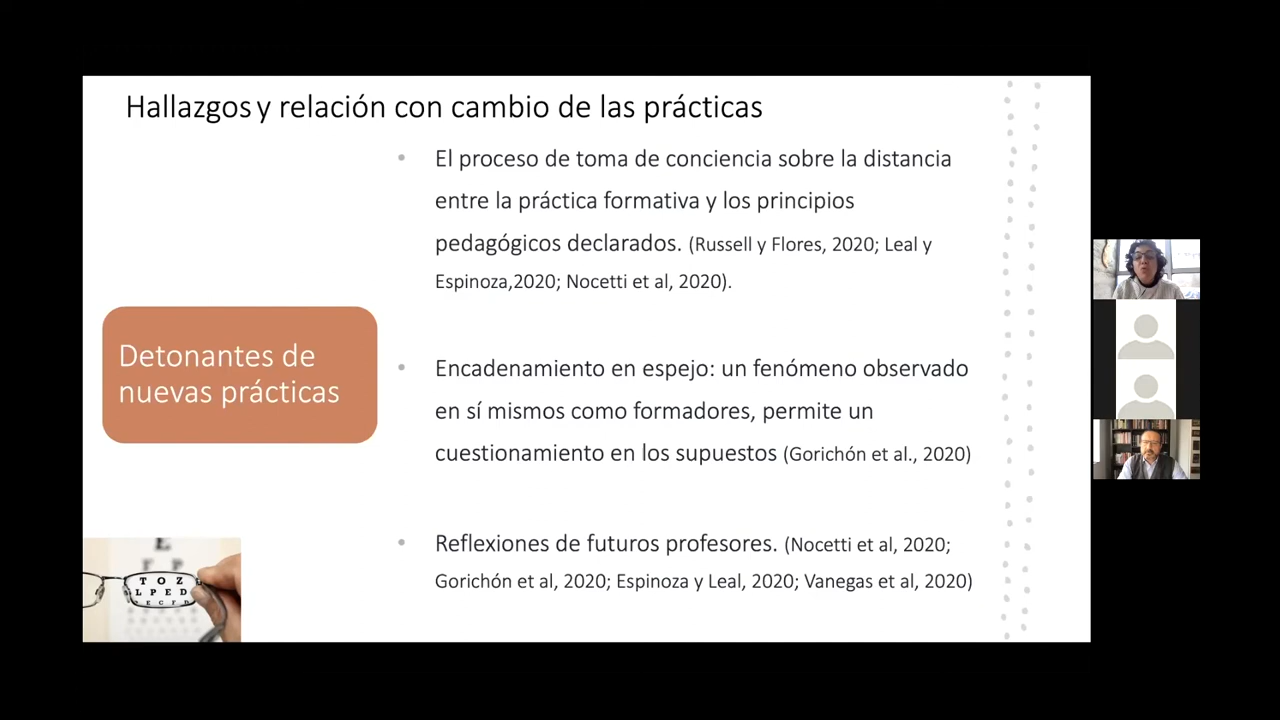 Hallazgos y relación con cambio de las prácticas
El proceso de toma de conciencia sobre la distancia
entre la práctica formativa y los principios
pedagógicos declarados. (Russell y Flores, 2020; Leal y
Espinoza,2020; Nocetti et al, 2020).
Detonantes de
nuevas prácticas
Encadenamiento en espejo: un fenómeno observado
en sí mismos como formadores, permite un
cuestionamiento en los supuestos (Gorichón et al., 2020)
Reflexiones de futuros profesores. (Nocetti et al, 2020;
Gorichón et al, 2020; Espinoza y Leal, 2020; Vanegas et al, 2020)
E
F P
T O Z
L P E D